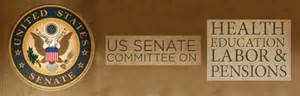 UNITED STATES
SENATE
US SENATE
COMMITTEE ON
HEALTH
EDUCATION
LABOR &
PENSIONS